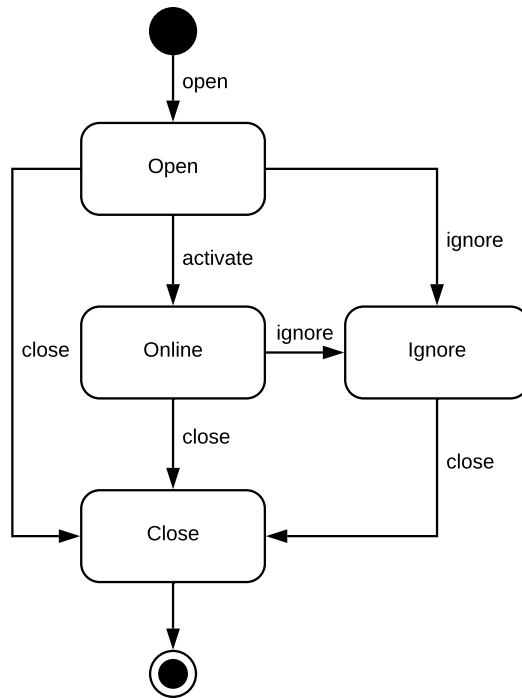 open
Open
ignore
activate
ignore
Online
Ignore
close
close
close
Close